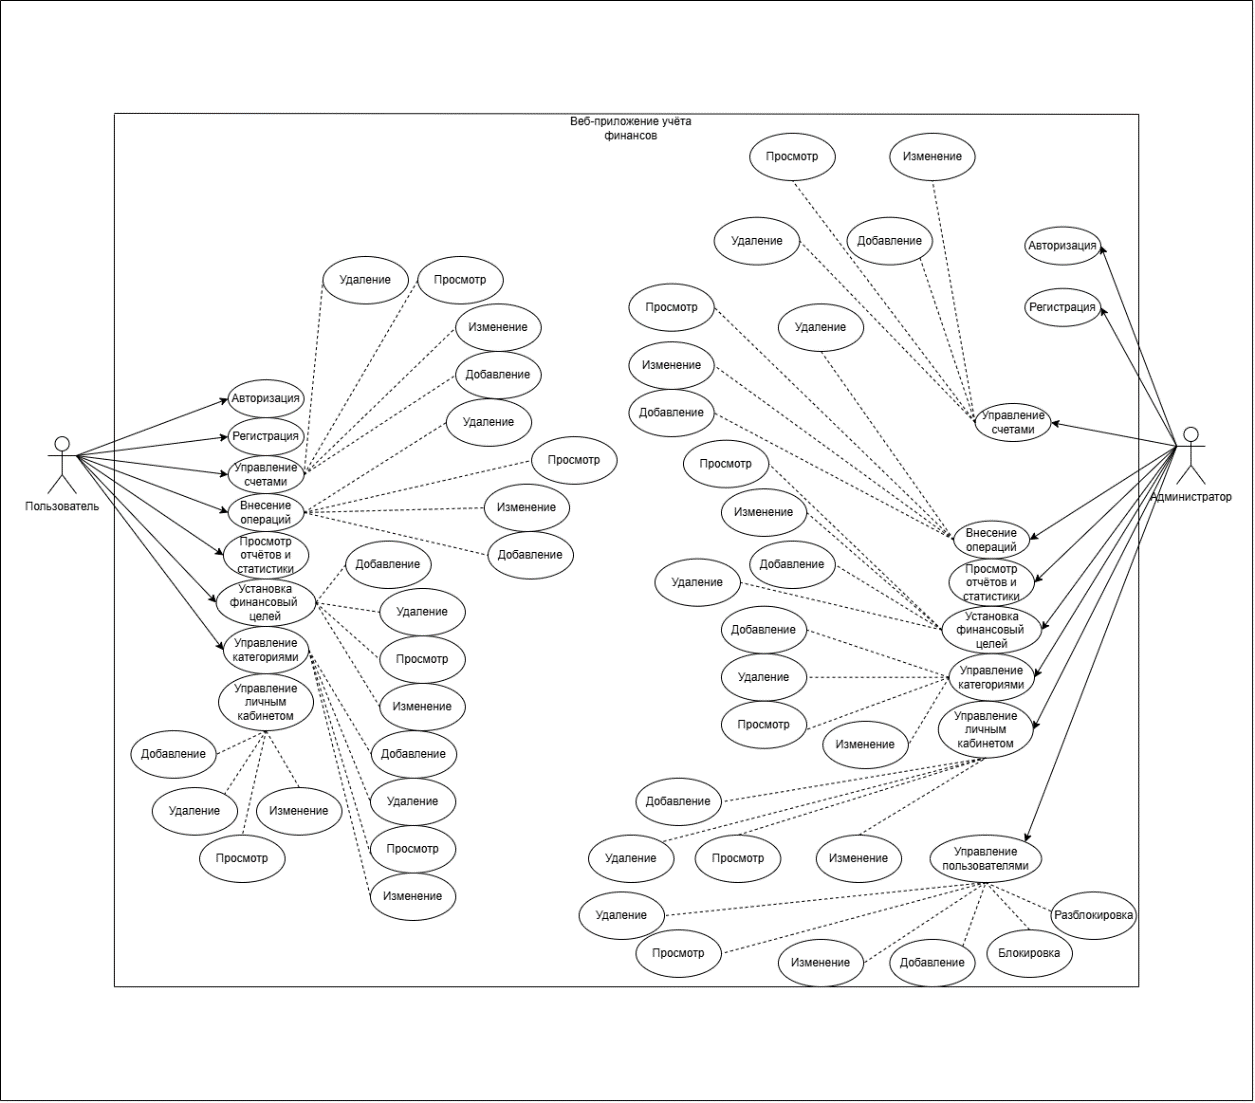 Веб-приложение учёта
финансов
Пользователь
Авторизация
Регистрация
Управление
счетами
Внесение
операций
Просмотр
отчётов и
статистики
Установка
финансовый
целей
Управление
категориями
Управление
личным
кабинетом
Удаление
Просмотр
Изменение
Добавление
Удаление
Просмотр
Изменение
Добавление
Добавление
Удаление
Просмотр
Изменение
Добавление
Удаление
Просмотр
Изменение
Добавление
Удаление
Изменение
Просмотр
Просмотр
Изменение
Удаление
Добавление
Авторизация
Регистрация
Просмотр
Удаление
Изменение
Добавление
Управление
счетами
Администратор
Просмотр
Изменение
Добавление
Удаление
Внесение
операций
Просмотр
отчётов и
статистики
Установка
финансовый
целей
Добавление
Удаление
Просмотр
Изменение
Управление
категориями
Управление
личным
кабинетом
Добавление
Удаление
Просмотр
Изменение
Управление
пользователями
Удаление
Просмотр
Изменение
Добавление
Блокировка
Разблокировка